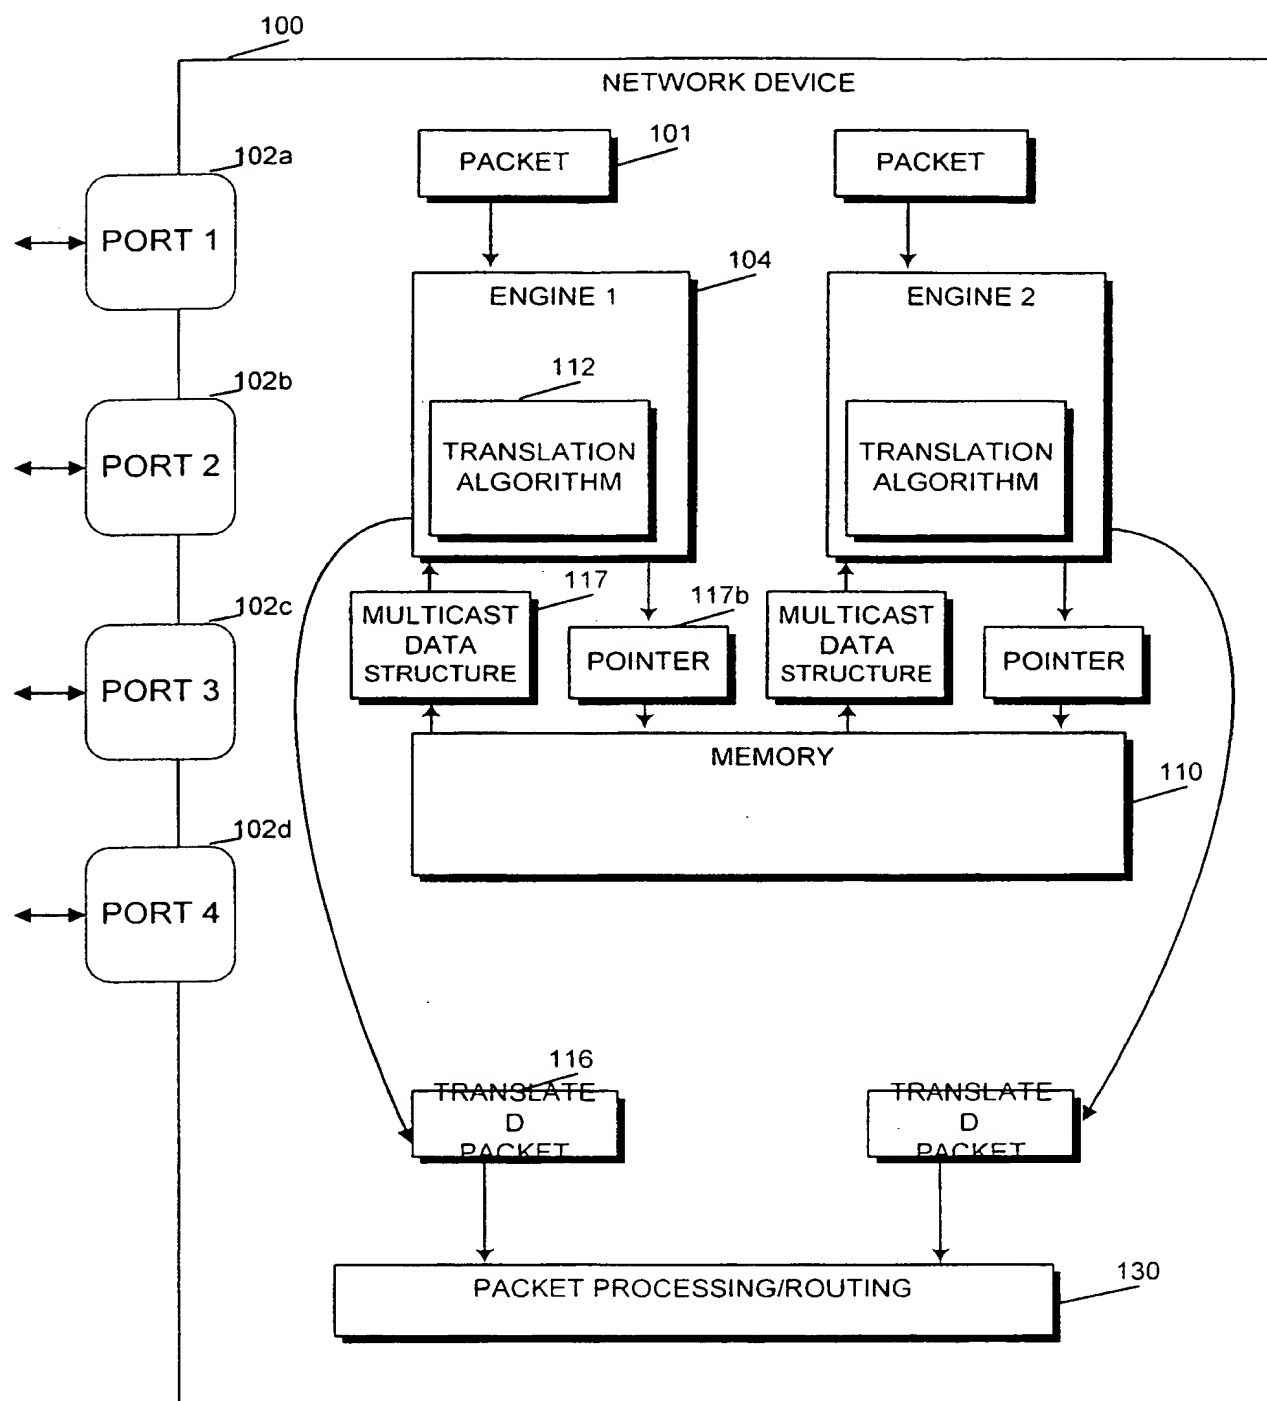 100
NETWORK DEVICE
102a
PORT 1
102b
PORT 2
102c
PORT 3
102d
PORT 4
PACKET
101
PACKET
104
ENGINE 1
112
TRANSLATION
ALGORITHM
ENGINE 2
TRANSLATION
ALGORITHM
117
MULTICAST
DATA
STRUCTURE
117b
POINTER
MULTICAST
DATA
STRUCTURE
POINTER
MEMORY
110
116
TRANSLATE
D
PACKET
TRANSLATE
D
PACKET
PACKET PROCESSING/ROUTING
130